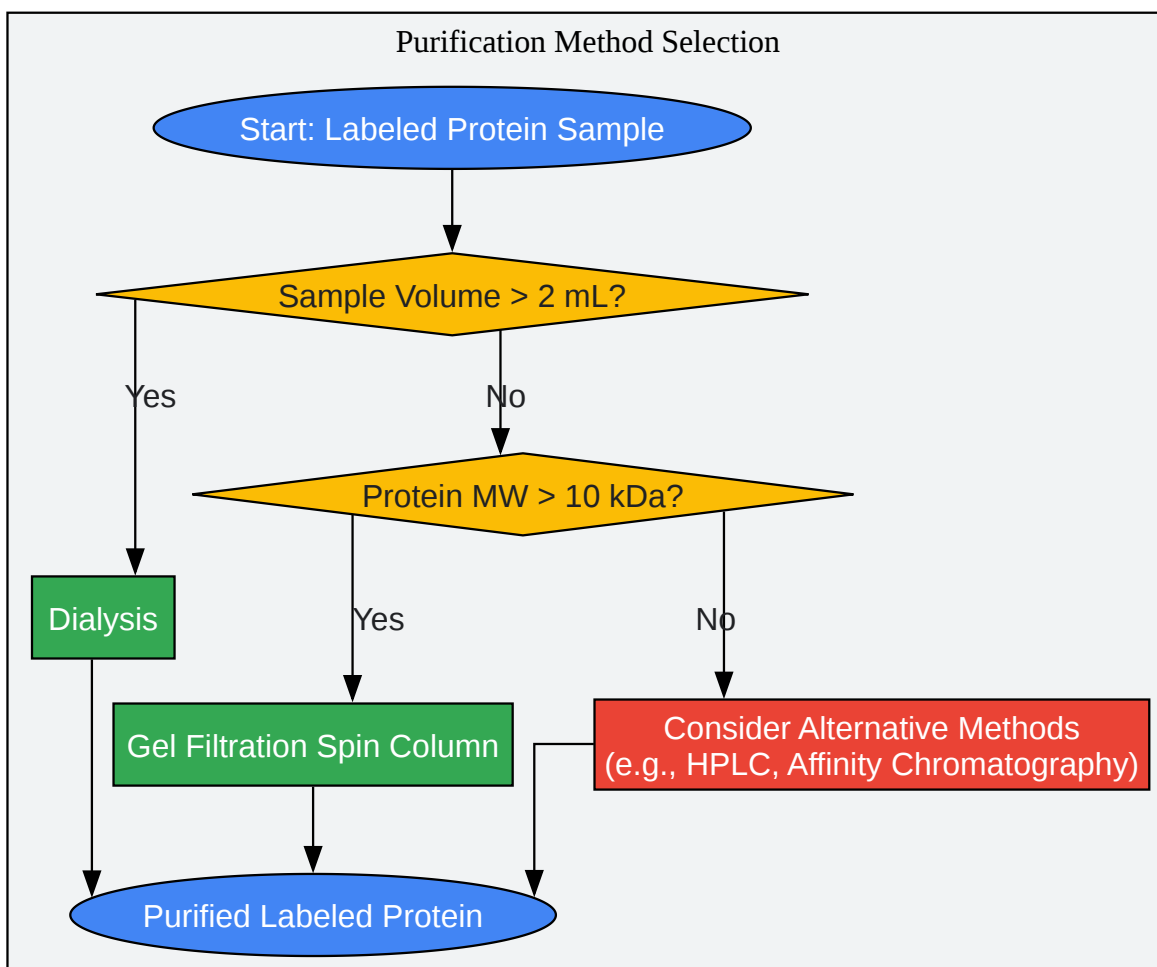 Purification Method Selection
Start: Labeled Protein Sample
Sample Volume > 2 mL?
Yes
No
Protein MW > 10 kDa?
Dialysis
Yes
No
Gel Filtration Spin Column
Consider Alternative Methods
(e.g., HPLC, Affinity Chromatography)
Purified Labeled Protein